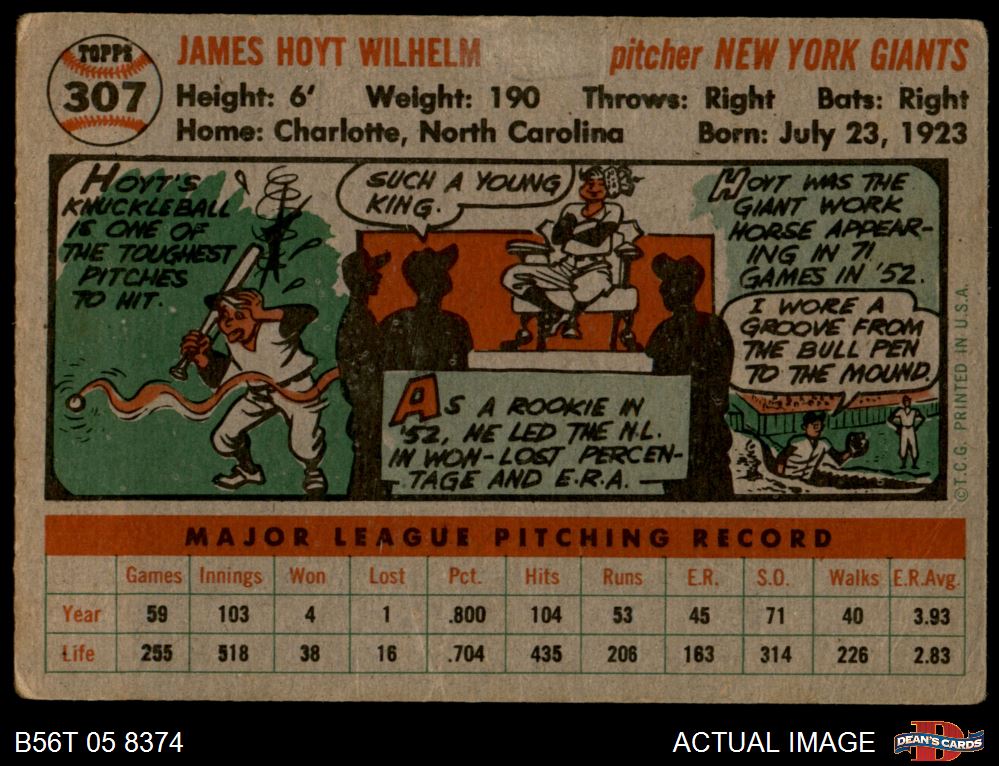 TOPPS
307
JAMES HOYT WILHELM
pitcher NEW YORK GIANTS
Height: 6' Weight: 190 Throws: Right Bats: Right
Home: Charlotte, North Carolina Born: July 23, 1923
HOYT'S
KNUCKLEBALL
IS ONE OF
THE TOUGHEST
PITCHES
TO HIT.
SUCH A YOUNG
KING.
AS A ROOKIE IN
'52, HE LED THE N.L.
IN WON-LOST PERCEN-
TAGE AND E.R.A.
HOYT WAS THE
GIANT WORK
HORSE APPEAR-
ING IN 71
GAMES IN '52.
I WORE A
GROOVE FROM
THE BULL PEN
TO THE MOUND.
©T.C.G. PRINTED IN U.S.A.
MAJOR LEAGUE PITCHING RECORD
Games Innings Won Lost Pct. Hits Runs E.R. S.O. Walks E.R.Avg.
Year 59 103 4 1 .800 104 53 45 71 40 3.93
Life 255 518 38 16 .704 435 206 163 314 226 2.83
B56T 05 8374
ACTUAL IMAGE
DEAN'S CARDS